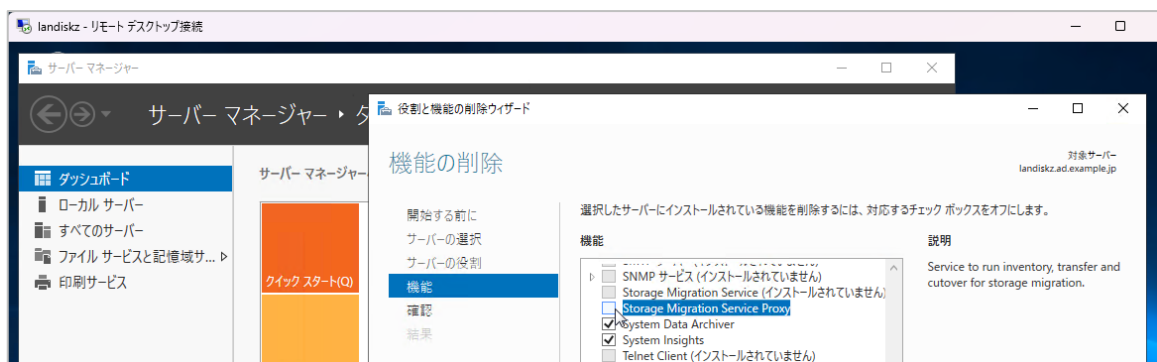 landiskz - リモート デスクトップ接続
サーバー マネージャー
サーバー マネージャー
役割と機能の削除ウィザード
機能の削除
対象サーバー
landiskz.ad.example.jp
ダッシュボード
ローカル サーバー
すべてのサーバー
ファイル サービスと記憶域サ...
印刷サービス
サーバー マネージャー
クイック スタート(Q)
開始する前に
サーバーの選択
サーバーの役割
機能
確認
結果
選択したサーバーにインストールされている機能を削除するには、対応するチェック ボックスをオフにします。
機能
SNMP サービス (インストールされていません)
Storage Migration Service (インストールされていません)
Storage Migration Service Proxy
System Data Archiver
System Insights
Telnet Client (インストールされていません)
説明
Service to run inventory, transfer and
cutover for storage migration.